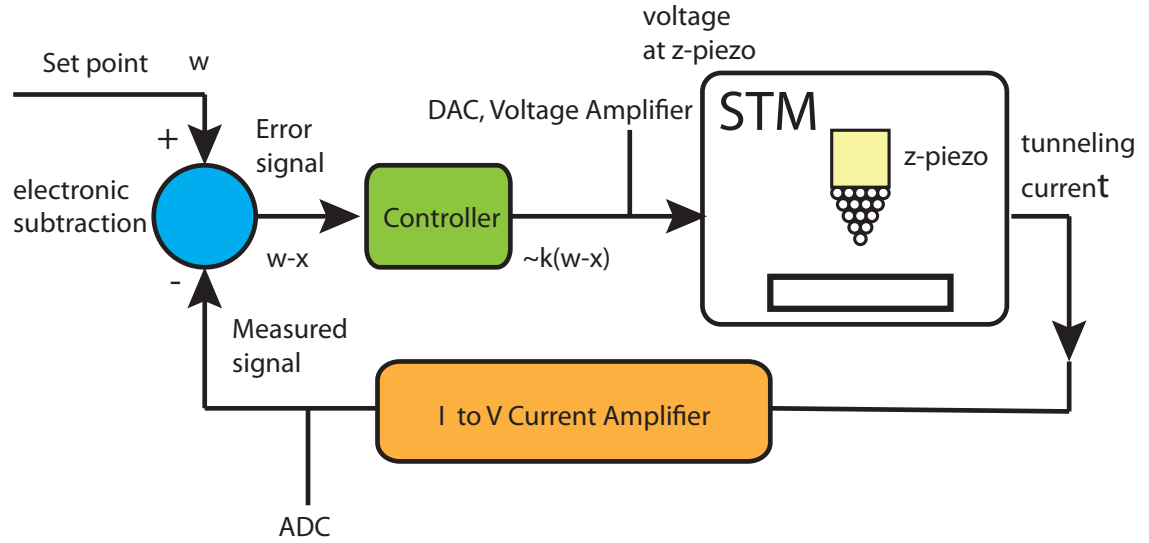 Set point w
+
electronic
subtraction
-
Error
signal
w-x
Controller
~k(w-x)
DAC, Voltage Amplifier
voltage
at z-piezo
STM
z-piezo
tunneling
current
Measured
signal
I to V Current Amplifier
ADC